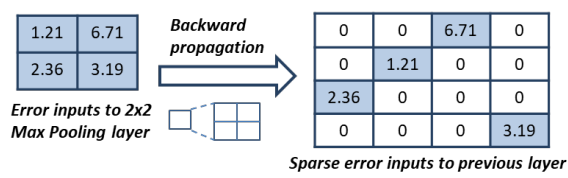 1.21 6.71
2.36 3.19
Error inputs to 2x2
Max Pooling layer
Backward
propagation
0 0 6.71 0
0 1.21 0 0
2.36 0 0 0
0 0 0 3.19
Sparse error inputs to previous layer